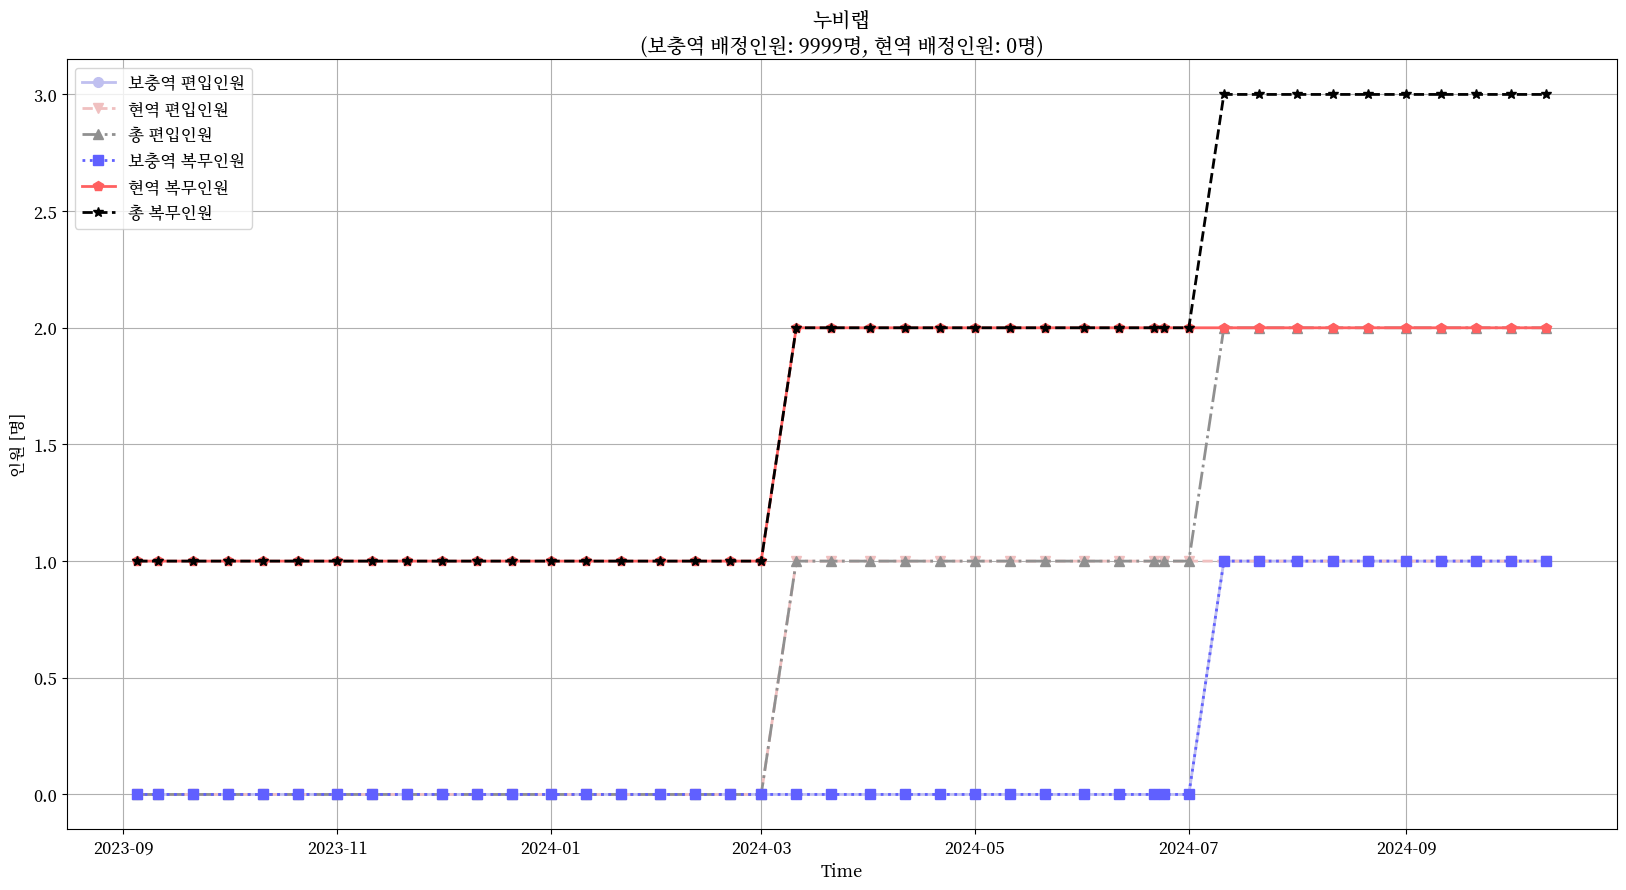 누비랩
(보충역 배정인원: 9999명, 현역 배정인원: 0명)
보충역 편입인원
현역 편입인원
총 편입인원
보충역 복무인원
현역 복무인원
총 복무인원
3.0
2.5
2.0
1.5
1.0
0.5
0.0
인원 [명]
2023-09
2023-11
2024-01
2024-03
2024-05
2024-07
2024-09
Time